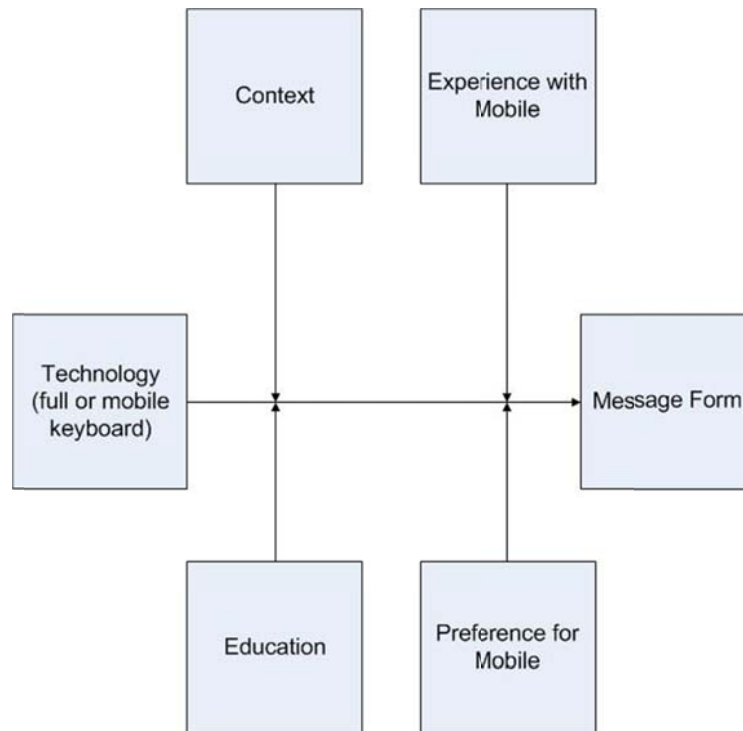 Context
Experience with
Mobile
Technology
(full or mobile
keyboard)
Message Form
Education
Preference for
Mobile